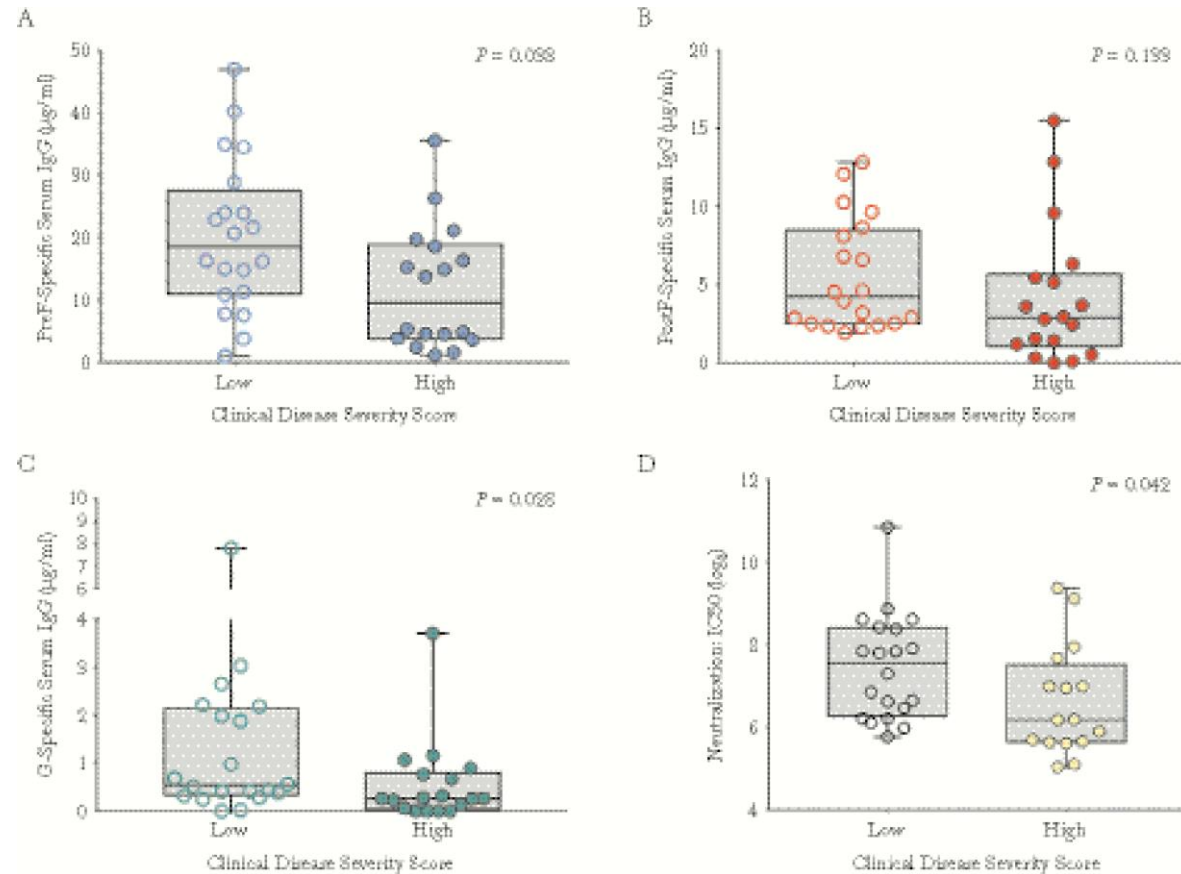 A
P = 0.038
PreF-Specific Serum IgG (μg/ml)
50
40
30
20
10
0
Low
High
Clinical Disease Severity Score
B
P = 0.199
PostF-Specific Serum IgG (μg/ml)
20
15
10
5
0
Low
High
Clinical Disease Severity Score
C
P = 0.028
G-Specific Serum IgG (μg/ml)
10
9
8
7
6
4
3
2
1
0
Low
High
Clinical Disease Severity Score
D
P = 0.042
Neutralization: IC50 (log₂)
12
10
8
6
4
Low
High
Clinical Disease Severity Score